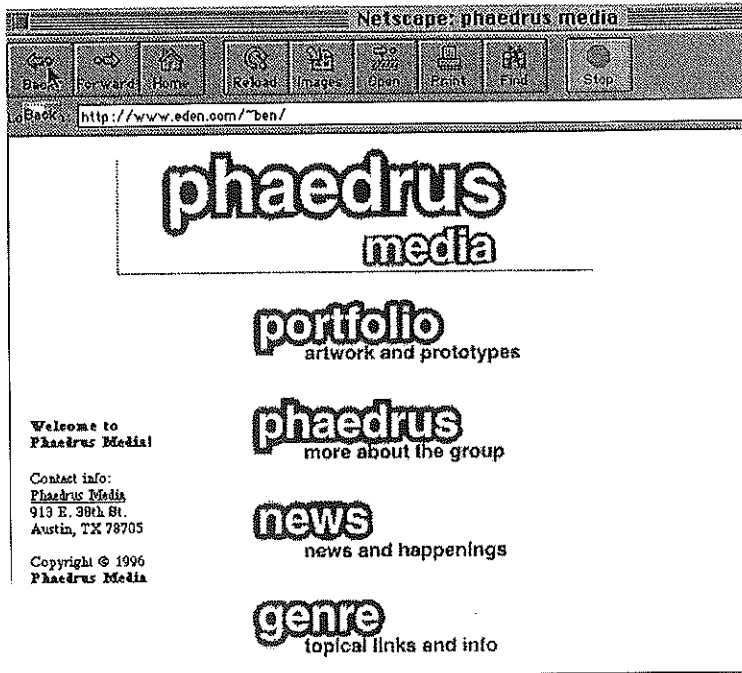 Netscape: phaedrus media
Back Forward Home Reload Images Open Print Find Stop
Back
http://www.eden.com/~ben/
phaedrus
media
portfolio
artwork and prototypes
phaedrus
more about the group
news
news and happenings
genre
topical links and info
Welcome to
Phaedrus Media!
Contact info:
Phaedrus Media
913 E. 38th St.
Austin, TX 78705
Copyright © 1996
Phaedrus Media